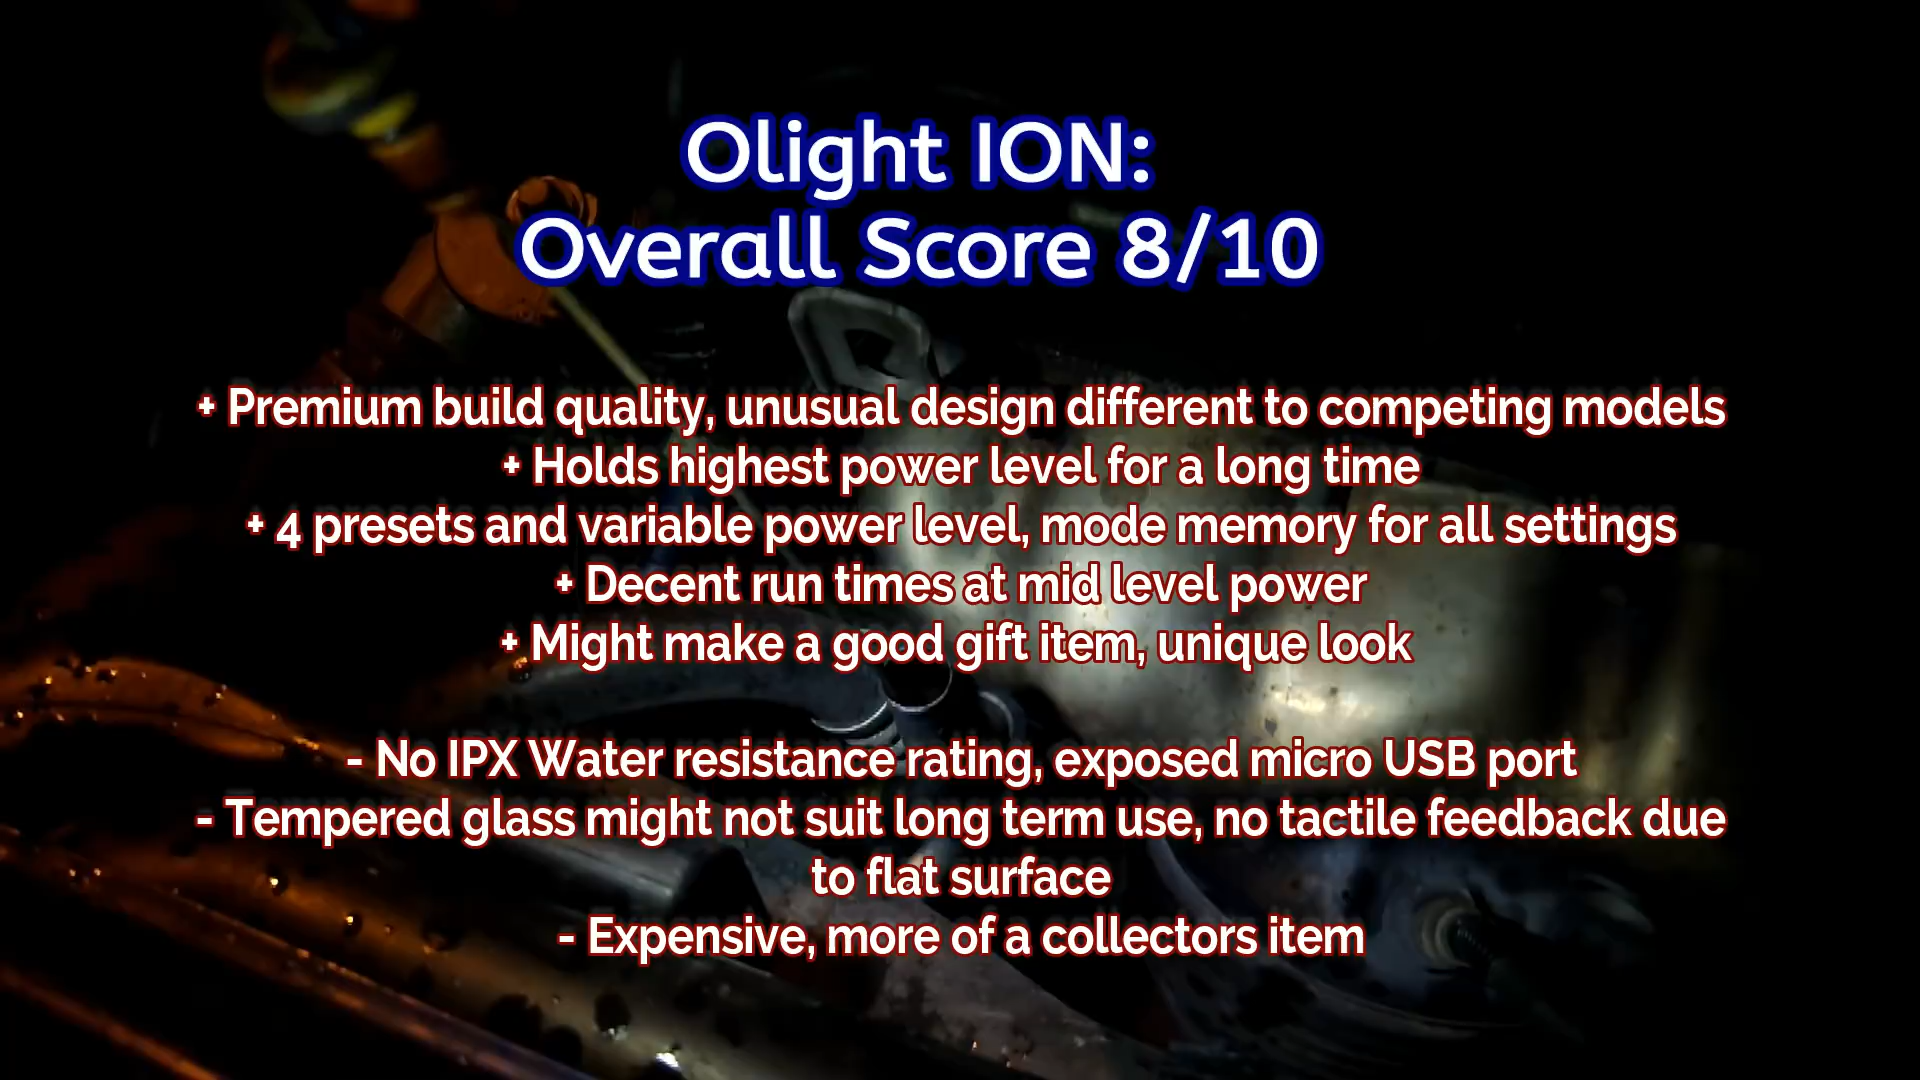 Olight ION:
Overall Score 8/10
+ Premium build quality, unusual design different to competing models
+ Holds highest power level for a long time
+ 4 presets and variable power level, mode memory for all settings
+ Decent run times at mid level power
+ Might make a good gift item, unique look
- No IPX Water resistance rating, exposed micro USB port
- Tempered glass might not suit long term use, no tactile feedback due
to flat surface
- Expensive, more of a collectors item